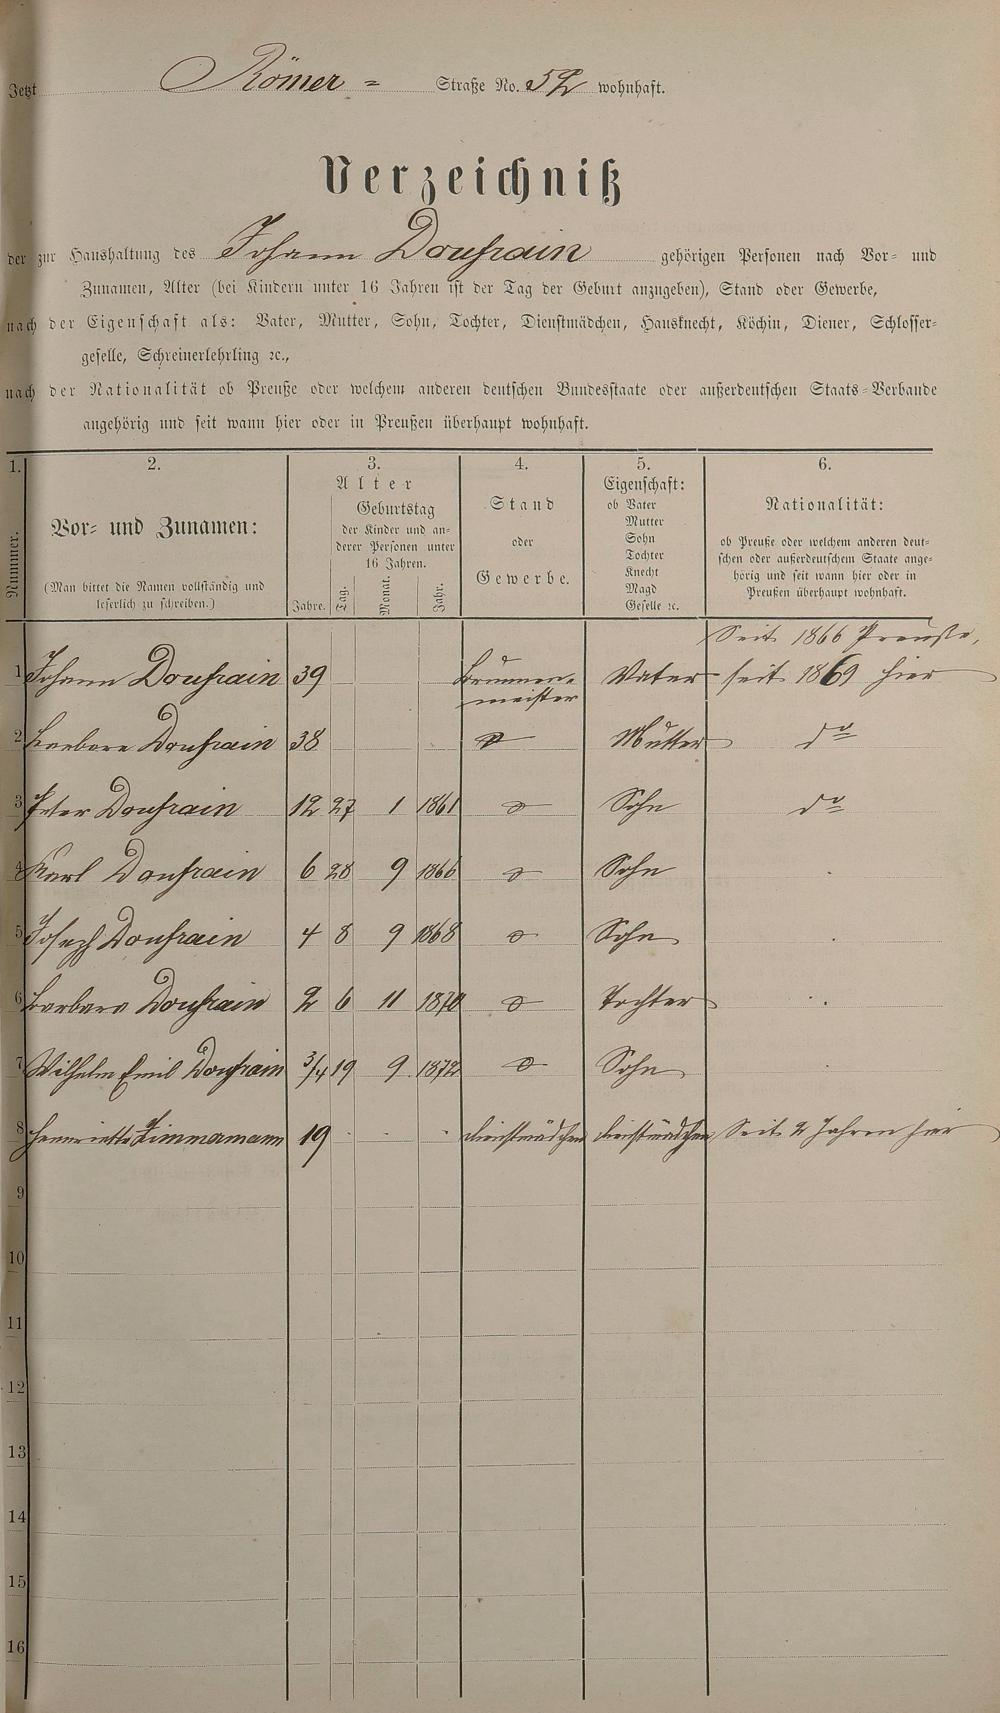 Jetzt Römer = Straße No. 52 wohnhaft.
Verzeichniß
der zur Haushaltung des Johann Doufrain gehörigen Personen nach Vor- und
Zunamen, Alter (bei Kindern unter 16 Jahren ist der Tag der Geburt anzugeben), Stand oder Gewerbe,
nach der Eigenschaft als: Vater, Mutter, Sohn, Tochter, Dienstmädchen, Hausknecht, Köchin, Diener, Schlosser-
geselle, Schreinerlehrling ꝛc.,
nach der Nationalität ob Preuße oder welchem anderen deutschen Bundesstaate oder außerdeutschen Staats-Verbande
angehörig und seit wann hier oder in Preußen überhaupt wohnhaft.
1. 2. 3. 4. 5. 6.
Nummer.
Vor- und Zunamen:
(Man bittet die Namen vollständig und
leserlich zu schreiben.)
Alter
Jahre.
Geburtstag
der Kinder und an-
derer Personen unter
16 Jahren.
Tag. Monat. Jahr.
Stand
oder
Gewerbe.
Eigenschaft:
ob Vater
Mutter
Sohn
Tochter
Knecht
Magd
Geselle ꝛc.
Nationalität:
ob Preuße oder welchem anderen deut-
schen oder außerdeutschem Staate ange-
hörig und seit wann hier oder in
Preußen überhaupt wohnhaft.
Seit 1866 Preuße,
1 Johann Doufrain 39 Brunnen- Vater seit 1869 hier
meister
2 Barbara Doufrain 38 Mutter do
3 Peter Doufrain 12 27 1 1861 Sohn do
4 Karl Doufrain 6 28 9 1866 Sohn
5 Joseph Doufrain 4 8 9 1868 Sohn
6 Barbara Doufrain 2 6 11 1870 Tochter
7 Wilhelm Emil Doufrain 3/4 19 9 1872 Sohn
8 Henriette Zimmermann 19 Dienstmädchen Dienstmädchen Seit 2 Jahren hier
9
10
11
12
13
14
15
16